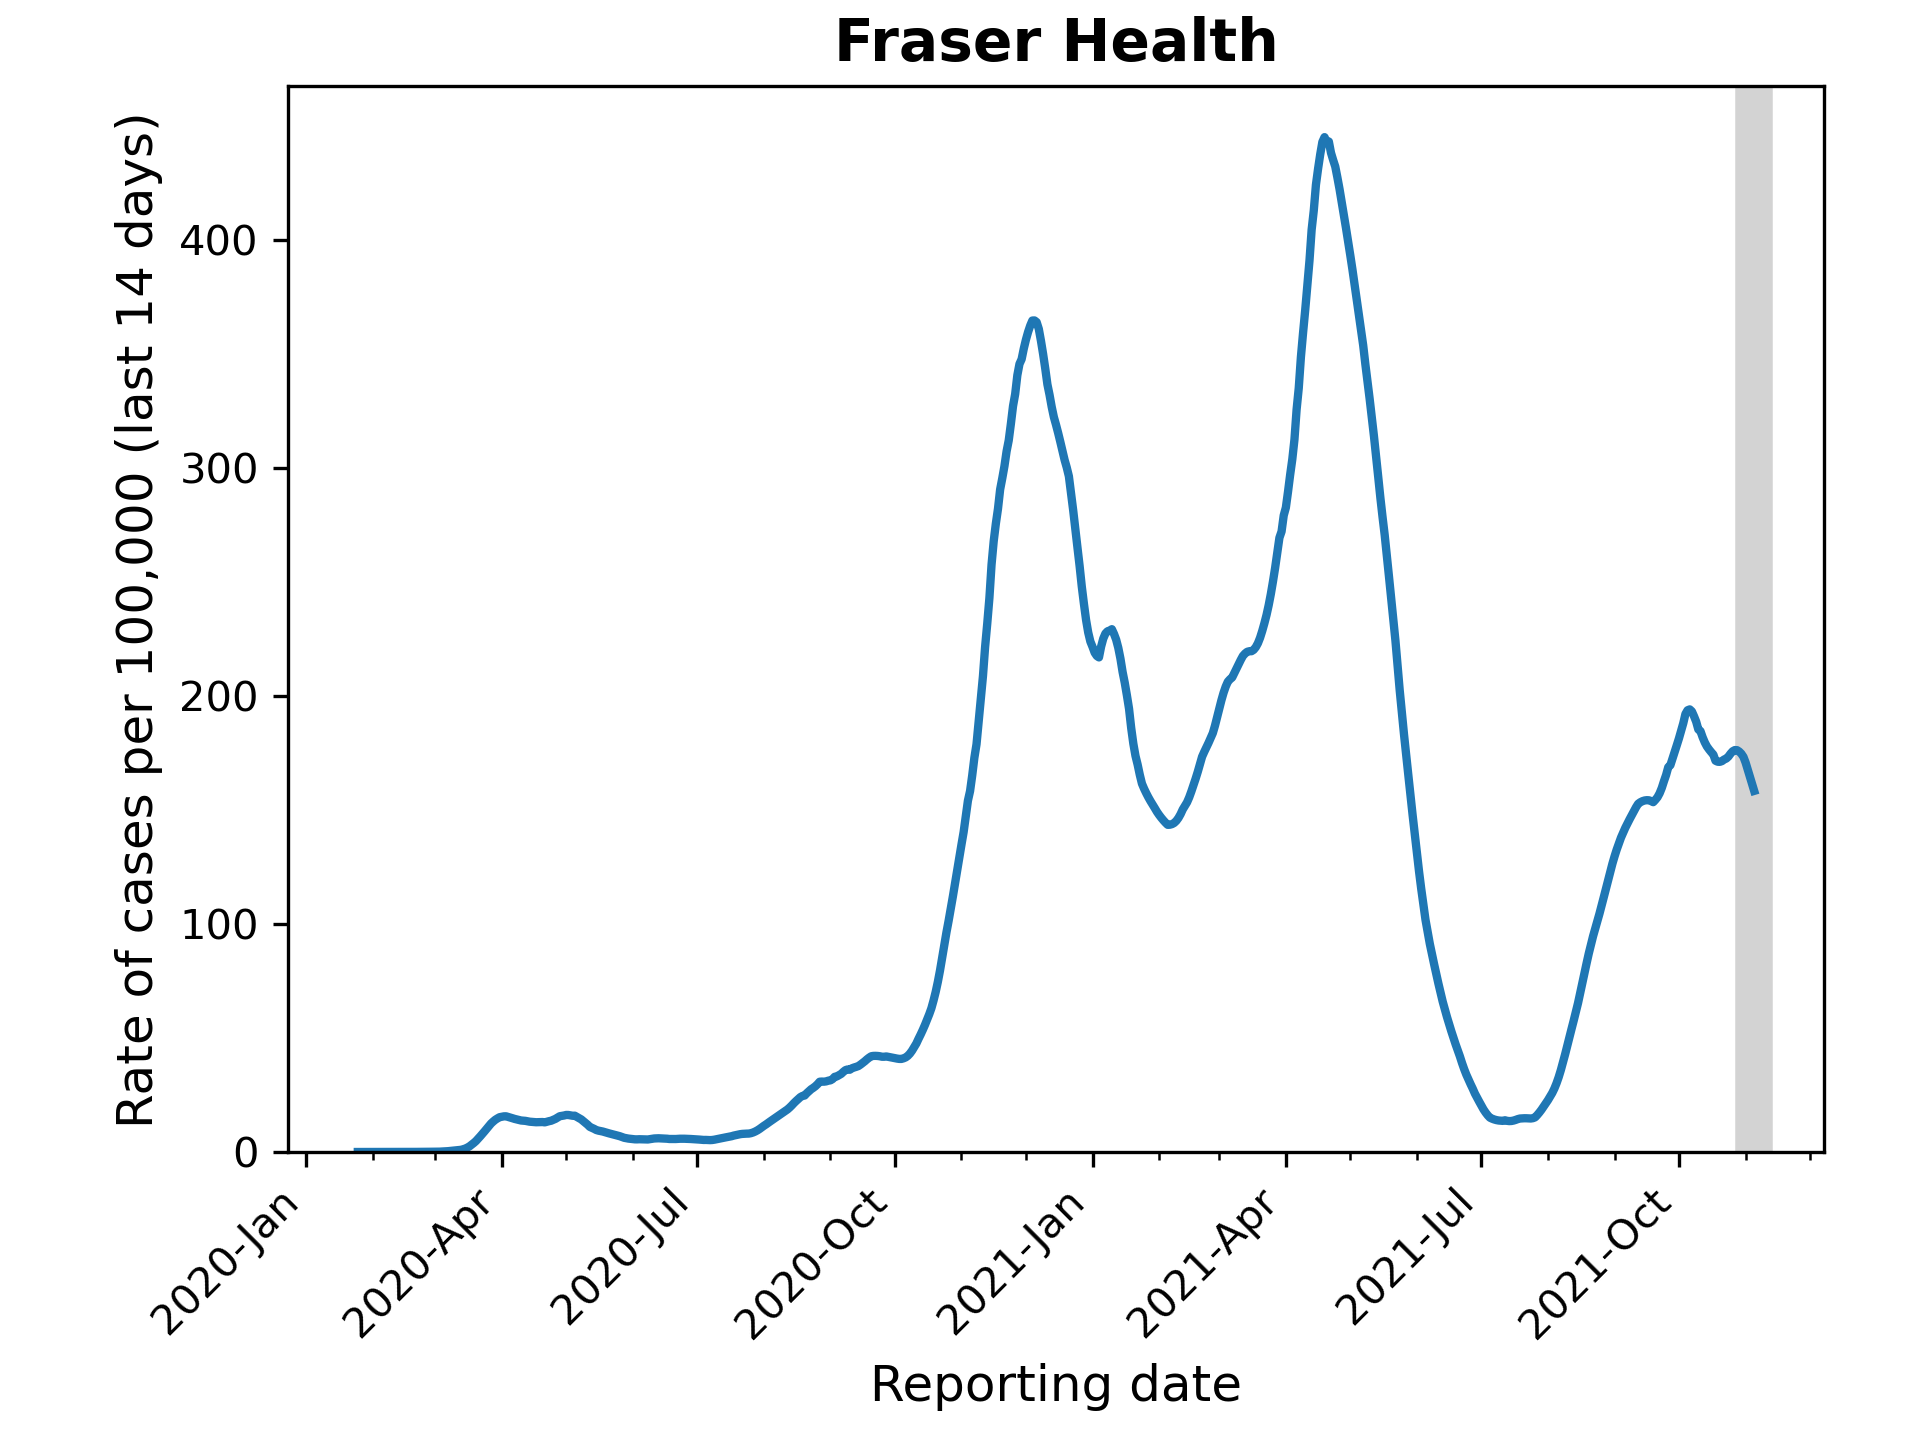 Fraser Health
Rate of cases per 100,000 (last 14 days)
400
300
200
100
0
2020-Jan
2020-Apr
2020-Jul
2020-Oct
2021-Jan
2021-Apr
2021-Jul
2021-Oct
Reporting date